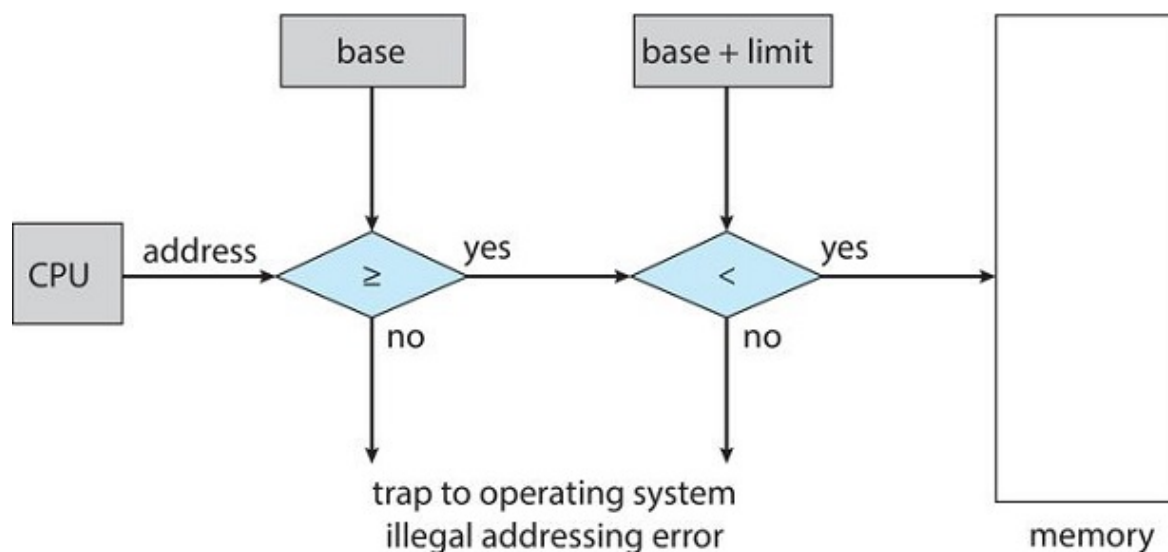 base
base + limit
CPU
address
≥
yes
<
yes
no
no
trap to operating system
illegal addressing error
memory